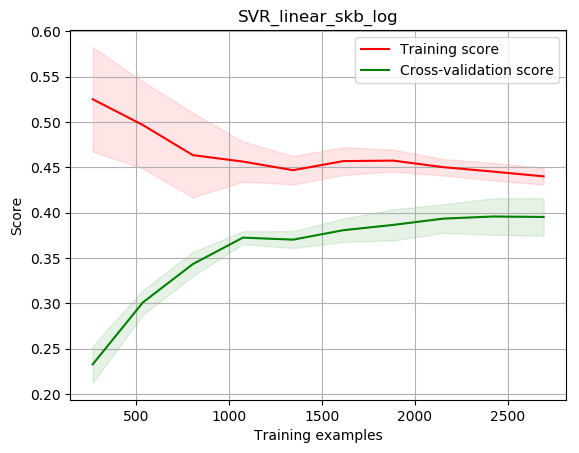 SVR_linear_skb_log
Training score
Cross-validation score
0.60
0.55
0.50
0.45
0.40
0.35
0.30
0.25
0.20
Score
500
1000
1500
2000
2500
Training examples